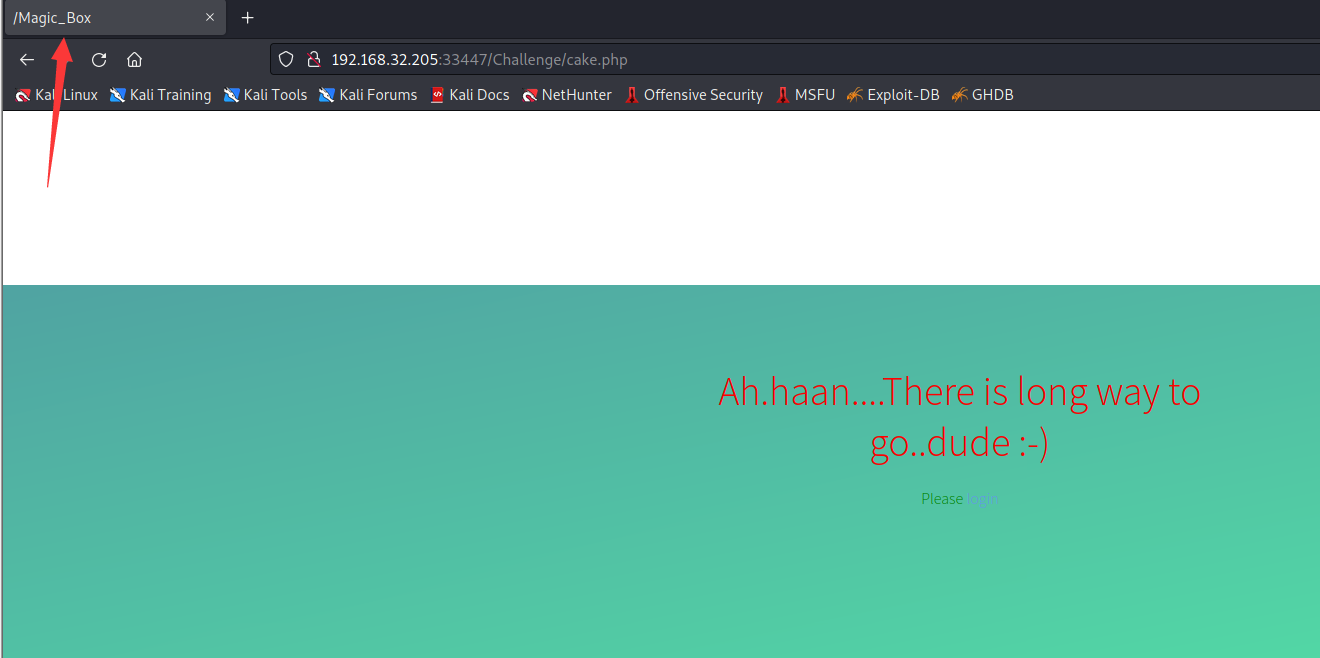 /Magic_Box
192.168.32.205:33447/Challenge/cake.php
Kali Linux Kali Training Kali Tools Kali Forums Kali Docs NetHunter Offensive Security MSFU Exploit-DB GHDB
Ah.haan....There is long way to
go..dude :-)
Please login